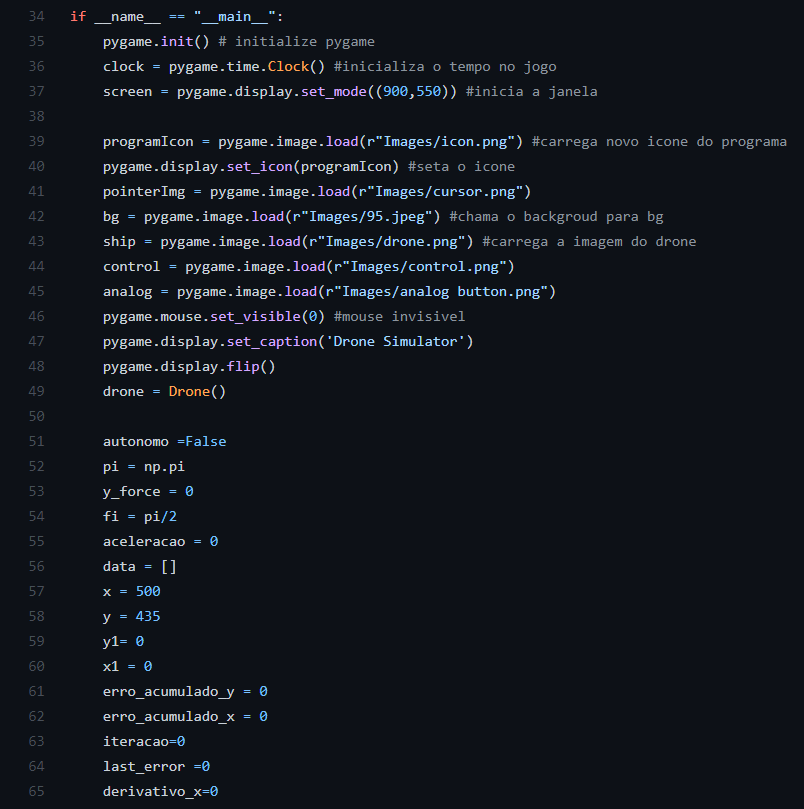 34 if __name__ == "__main__":
35 pygame.init() # initialize pygame
36 clock = pygame.time.Clock() #inicializa o tempo no jogo
37 screen = pygame.display.set_mode((900,550)) #inicia a janela
38
39 programIcon = pygame.image.load(r"Images/icon.png") #carrega novo icone do programa
40 pygame.display.set_icon(programIcon) #seta o icone
41 pointerImg = pygame.image.load(r"Images/cursor.png")
42 bg = pygame.image.load(r"Images/95.jpeg") #chama o backgroud para bg
43 ship = pygame.image.load(r"Images/drone.png") #carrega a imagem do drone
44 control = pygame.image.load(r"Images/control.png")
45 analog = pygame.image.load(r"Images/analog button.png")
46 pygame.mouse.set_visible(0) #mouse invisivel
47 pygame.display.set_caption('Drone Simulator')
48 pygame.display.flip()
49 drone = Drone()
50
51 autonomo =False
52 pi = np.pi
53 y_force = 0
54 fi = pi/2
55 aceleracao = 0
56 data = []
57 x = 500
58 y = 435
59 y1= 0
60 x1 = 0
61 erro_acumulado_y = 0
62 erro_acumulado_x = 0
63 iteracao=0
64 last_error =0
65 derivativo_x=0